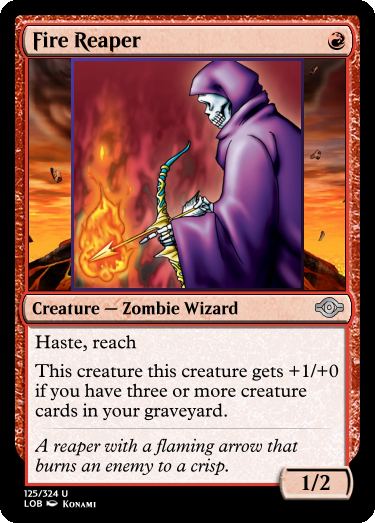 Fire Reaper
Creature — Zombie Wizard
Haste, reach
This creature this creature gets +1/+0
if you have three or more creature
cards in your graveyard.
A reaper with a flaming arrow that
burns an enemy to a crisp.
1/2
125/324 U
LOB Konami